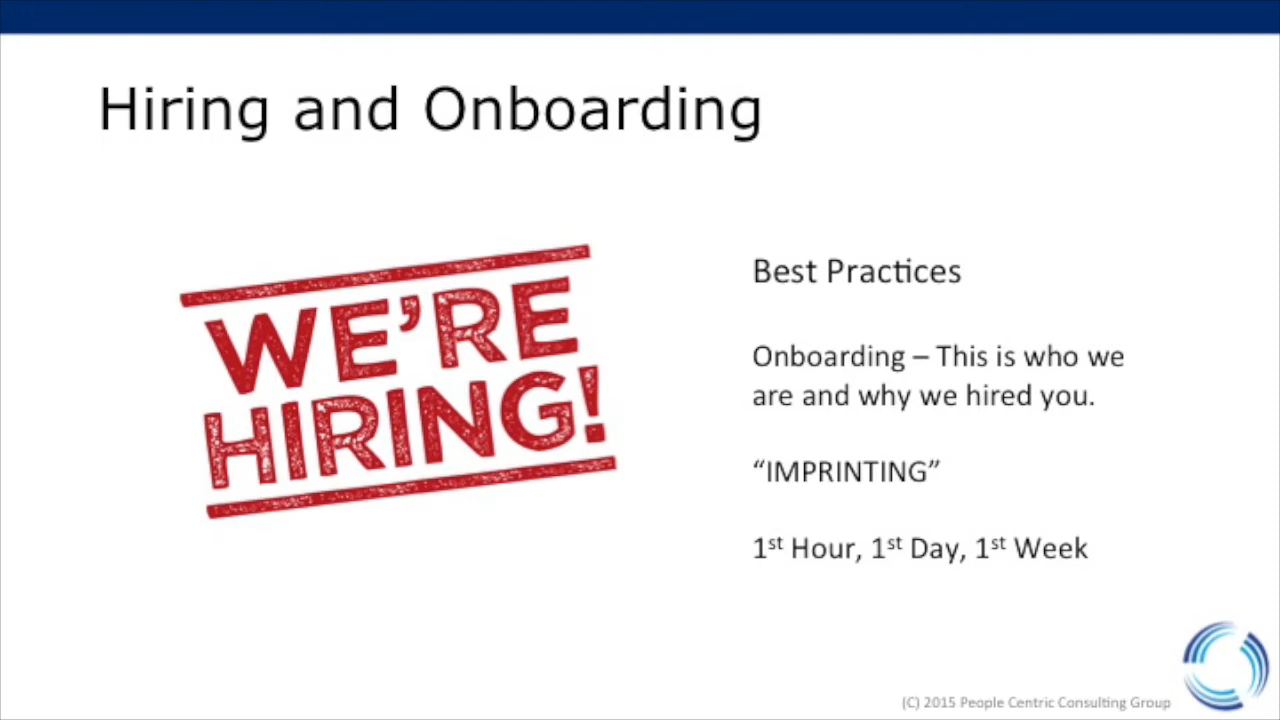 Hiring and Onboarding
WE'RE
HIRING!
Best Practices
Onboarding – This is who we
are and why we hired you.
“IMPRINTING”
1st Hour, 1st Day, 1st Week
(C) 2015 People Centric Consulting Group